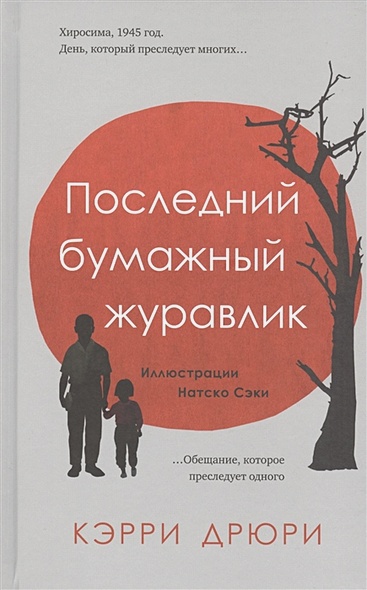 Хиросима, 1945 год.
День, который преследует многих...
Последний
бумажный
журавлик
Иллюстрации
Натско Сэки
...Обещание, которое
преследует одного
КЭРРИ ДРЮРИ